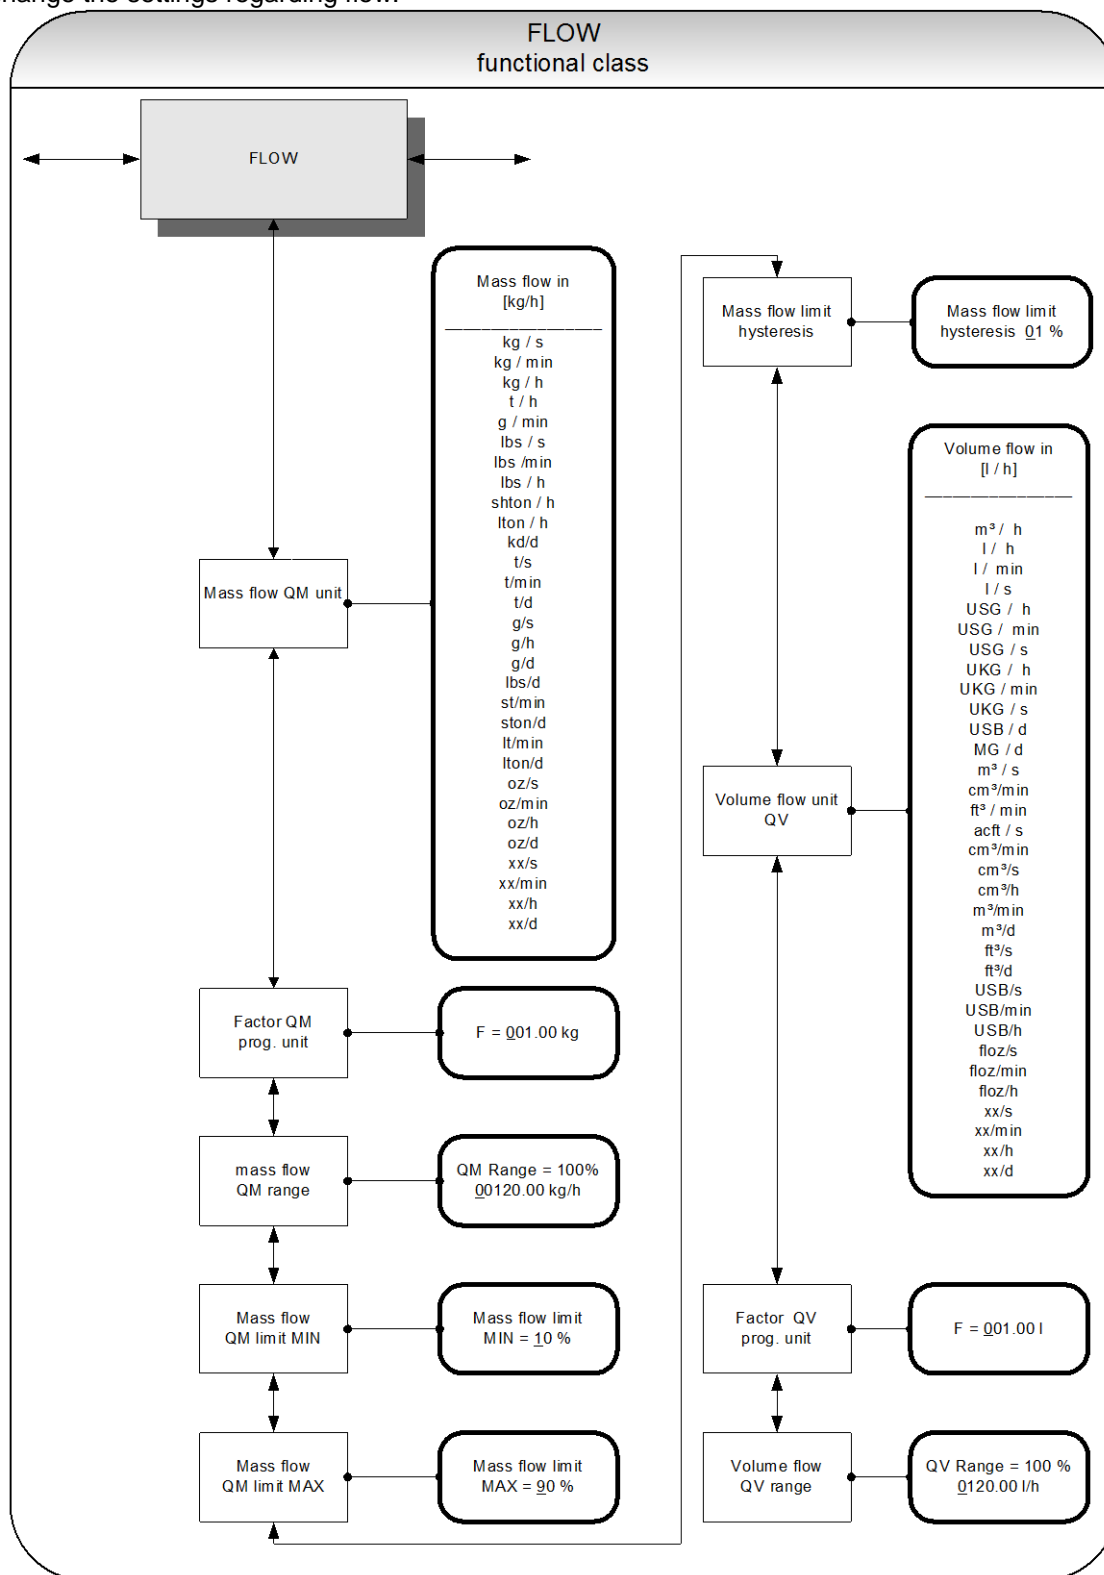 change the settings regarding flow.
FLOW
functional class
FLOW
Mass flow QM unit
Mass flow in
[kg/h]
kg / s
kg / min
kg / h
t / h
g / min
lbs / s
lbs /min
lbs / h
shton / h
lton / h
kd/d
t/s
t/min
t/d
g/s
g/h
g/d
lbs/d
st/min
ston/d
lt/min
lton/d
oz/s
oz/min
oz/h
oz/d
xx/s
xx/min
xx/h
xx/d
Factor QM
prog. unit
F = 001.00 kg
mass flow
QM range
QM Range = 100%
00120.00 kg/h
Mass flow
QM limit MIN
Mass flow limit
MIN = 10 %
Mass flow
QM limit MAX
Mass flow limit
MAX = 90 %
Mass flow limit
hysteresis
Mass flow limit
hysteresis 01 %
Volume flow unit
QV
Volume flow in
[l / h]
m³ / h
l / h
l / min
l / s
USG / h
USG / min
USG / s
UKG / h
UKG / min
UKG / s
USB / d
MG / d
m³ / s
cm³/min
ft³ / min
acft / s
cm³/min
cm³/s
cm³/h
m³/min
m³/d
ft³/s
ft³/d
USB/s
USB/min
USB/h
floz/s
floz/min
floz/h
xx/s
xx/min
xx/h
xx/d
Factor QV
prog. unit
F = 001.00 l
Volume flow
QV range
QV Range = 100 %
0120.00 l/h